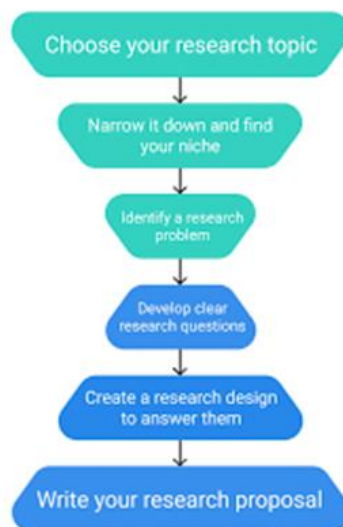 Choose your research topic
Narrow it down and find
your niche
Identify a research
problem
Develop clear
research questions
Create a research design
to answer them
Write your research proposal